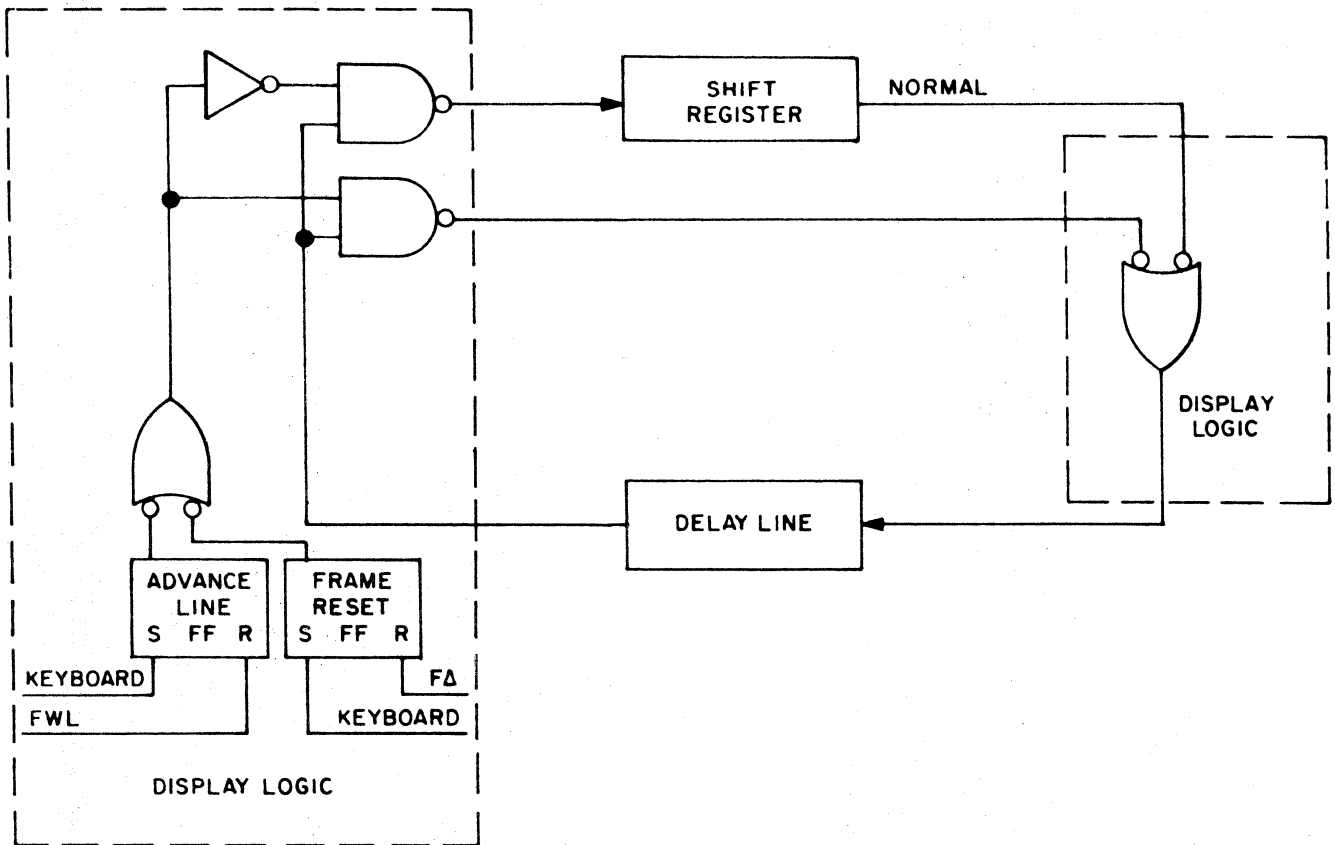 SHIFT
REGISTER
NORMAL
DISPLAY
LOGIC
DELAY LINE
ADVANCE
LINE
S FF R
FRAME
RESET
S FF R
KEYBOARD
FΔ
FWL
KEYBOARD
DISPLAY LOGIC